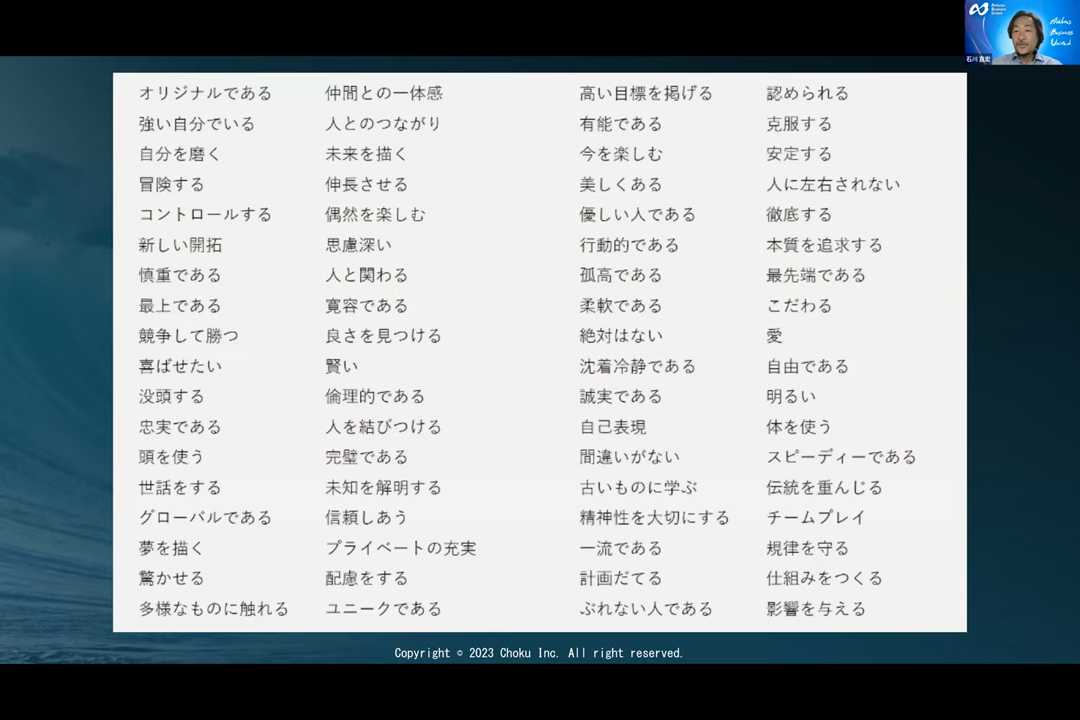 Athletes Business United
Athletes
Business
United
石川 直宏
オリジナルである 仲間との一体感 高い目標を掲げる 認められる
強い自分でいる 人とのつながり 有能である 克服する
自分を磨く 未来を描く 今を楽しむ 安定する
冒険する 伸長させる 美しくある 人に左右されない
コントロールする 偶然を楽しむ 優しい人である 徹底する
新しい開拓 思慮深い 行動的である 本質を追求する
慎重である 人と関わる 孤高である 最先端である
最上である 寛容である 柔軟である こだわる
競争して勝つ 良さを見つける 絶対はない 愛
喜ばせたい 賢い 沈着冷静である 自由である
没頭する 倫理的である 誠実である 明るい
忠実である 人を結びつける 自己表現 体を使う
頭を使う 完璧である 間違いがない スピーディーである
世話をする 未知を解明する 古いものに学ぶ 伝統を重んじる
グローバルである 信頼しあう 精神性を大切にする チームプレイ
夢を描く プライベートの充実 一流である 規律を守る
驚かせる 配慮をする 計画だてる 仕組みをつくる
多様なものに触れる ユニークである ぶれない人である 影響を与える
Copyright © 2023 Choku Inc. All right reserved.